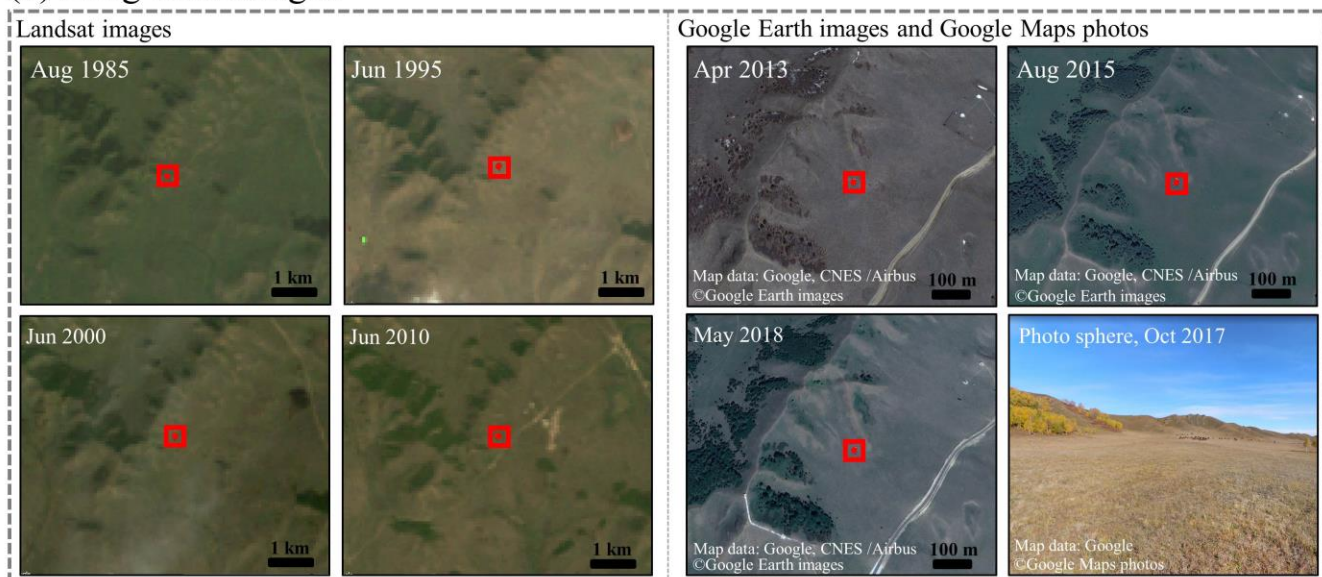 Landsat images
Google Earth images and Google Maps photos
Aug 1985
Jun 1995
Apr 2013
Aug 2015
1 km
1 km
Map data: Google, CNES /Airbus
©Google Earth images
100 m
Map data: Google, CNES /Airbus
©Google Earth images
100 m
Jun 2000
Jun 2010
May 2018
Photo sphere, Oct 2017
1 km
1 km
Map data: Google, CNES /Airbus
©Google Earth images
100 m
Map data: Google
©Google Maps photos